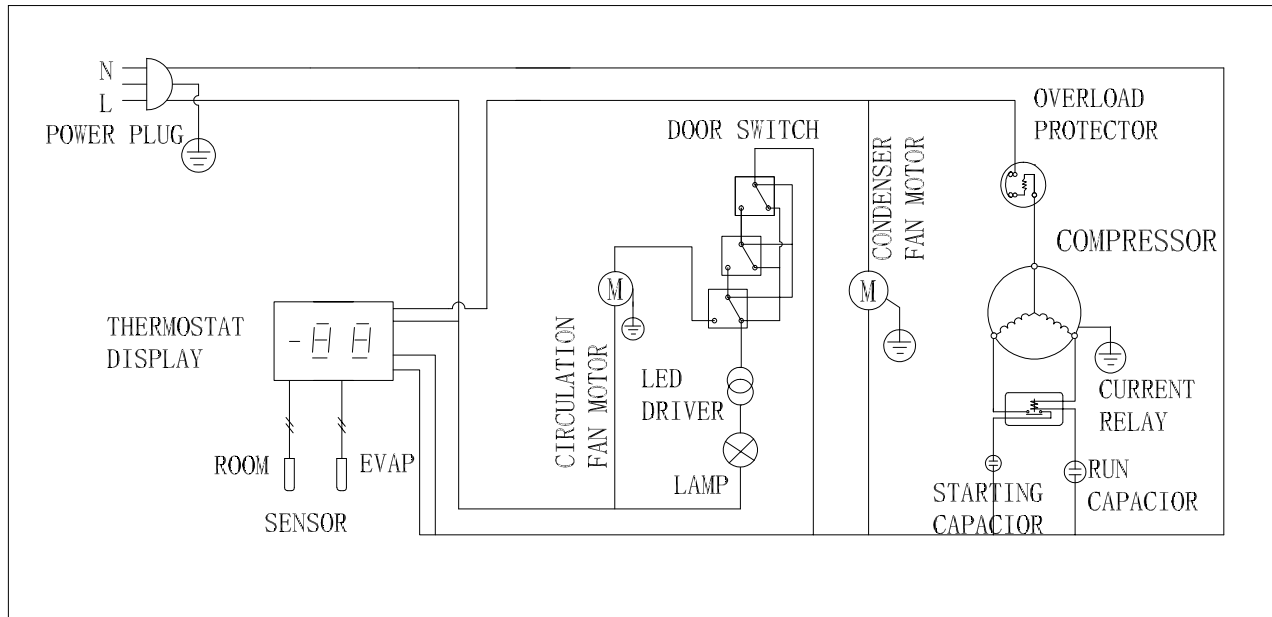 N
L
POWER PLUG
OVERLOAD
PROTECTOR
DOOR SWITCH
CONDENSER
FAN MOTOR
COMPRESSOR
M
M
THERMOSTAT
DISPLAY
-88
CIRCULATION
FAN MOTOR
LED
DRIVER
CURRENT
RELAY
ROOM
EVAP
SENSOR
LAMP
STARTING
CAPACIOR
RUN
CAPACIOR